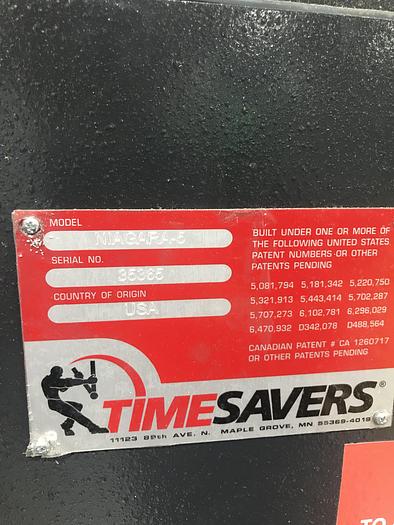 MODEL
NIAGARA-5
SERIAL NO.
35365
COUNTRY OF ORIGIN
USA
BUILT UNDER ONE OR MORE OF
THE FOLLOWING UNITED STATES
PATENT NUMBERS OR OTHER
PATENTS PENDING
5,081,794 5,181,342 5,220,750
5,321,913 5,443,414 5,702,287
5,707,273 6,102,781 6,296,029
6,470,932 D342,078 D488,564
CANADIAN PATENT # CA 1260717
OR OTHER PATENTS PENDING
TIMESAVERS®
11123 89th AVE. N. MAPLE GROVE, MN 55369-4019
TO